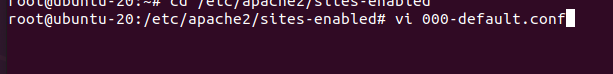 root@ubuntu-20:~# cd /etc/apache2/sites-enabled
root@ubuntu-20:/etc/apache2/sites-enabled# vi 000-default.conf